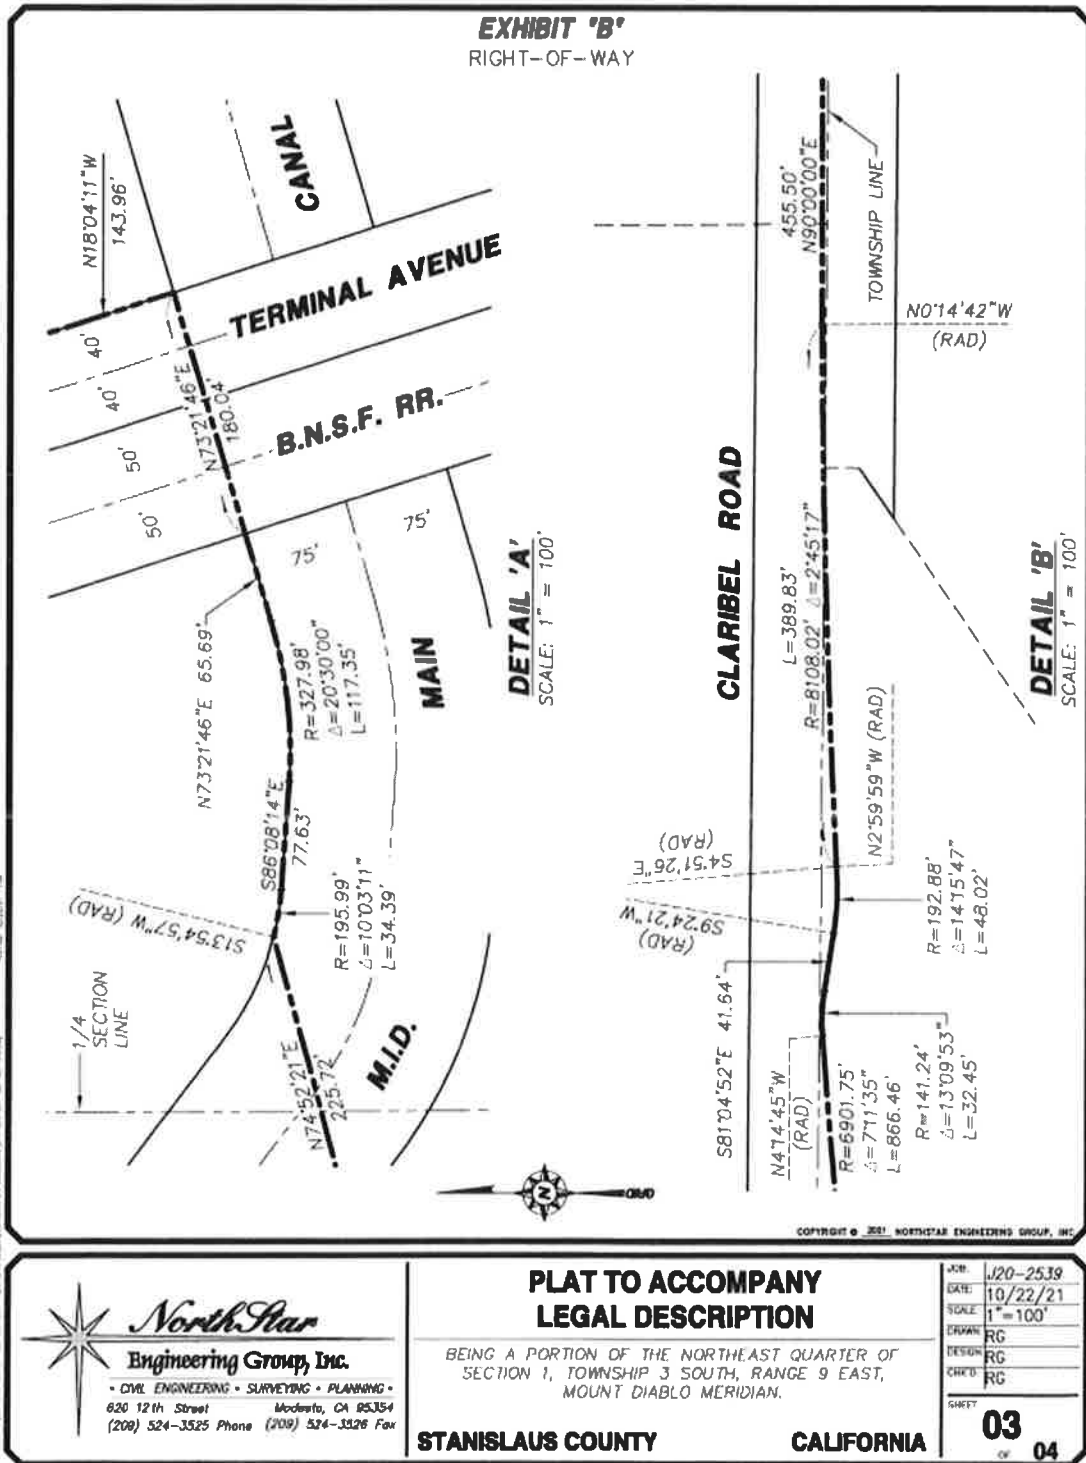 EXHIBIT 'B'
RIGHT-OF-WAY
N18°04'11"W
143.96'
CANAL
TERMINAL AVENUE
40'
40'
N73°21'46"E
180.04'
50'
B.N.S.F. RR.
50'
75'
75'
N73°21'46"E 65.69'
R=327.98'
Δ=20°30'00"
L=117.35'
MAIN
DETAIL 'A'
SCALE: 1" = 100'
S86°08'14"E
77.63'
S13°54'57"W (RAD)
R=195.99'
Δ=10°03'11"
L=34.39'
1/4
SECTION
LINE
N74°52'21"E
225.72'
M.I.D.
455.50'
N90°00'00"E
TOWNSHIP LINE
N0°14'42"W
(RAD)
CLARIBEL ROAD
L=389.83'
R=8108.02' Δ=2°45'17"
DETAIL 'B'
SCALE: 1" = 100'
N2°59'59"W (RAD)
S4°51'26"E
(RAD)
S9°24'21"W
(RAD)
R=192.88'
Δ=14°15'47"
L=48.02'
S81°04'52"E 41.64'
N4°14'45"W
(RAD)
R=6901.75'
Δ=7°11'35"
L=866.46'
R=141.24'
Δ=13°09'53"
L=32.45'
N
GRID
COPYRIGHT © 2021 NORTHSTAR ENGINEERING GROUP, INC.
NorthStar
Engineering Group, Inc.
• CIVIL ENGINEERING • SURVEYING • PLANNING •
620 12th Street Modesto, CA 95354
(209) 524-3525 Phone (209) 524-3526 Fax
PLAT TO ACCOMPANY
LEGAL DESCRIPTION
BEING A PORTION OF THE NORTHEAST QUARTER OF
SECTION 1, TOWNSHIP 3 SOUTH, RANGE 9 EAST,
MOUNT DIABLO MERIDIAN.
STANISLAUS COUNTY CALIFORNIA
JOB: J20-2539
DATE: 10/22/21
SCALE: 1"=100'
DRAWN: RG
DESIGN: RG
CHK'D: RG
SHEET
03
OF 04